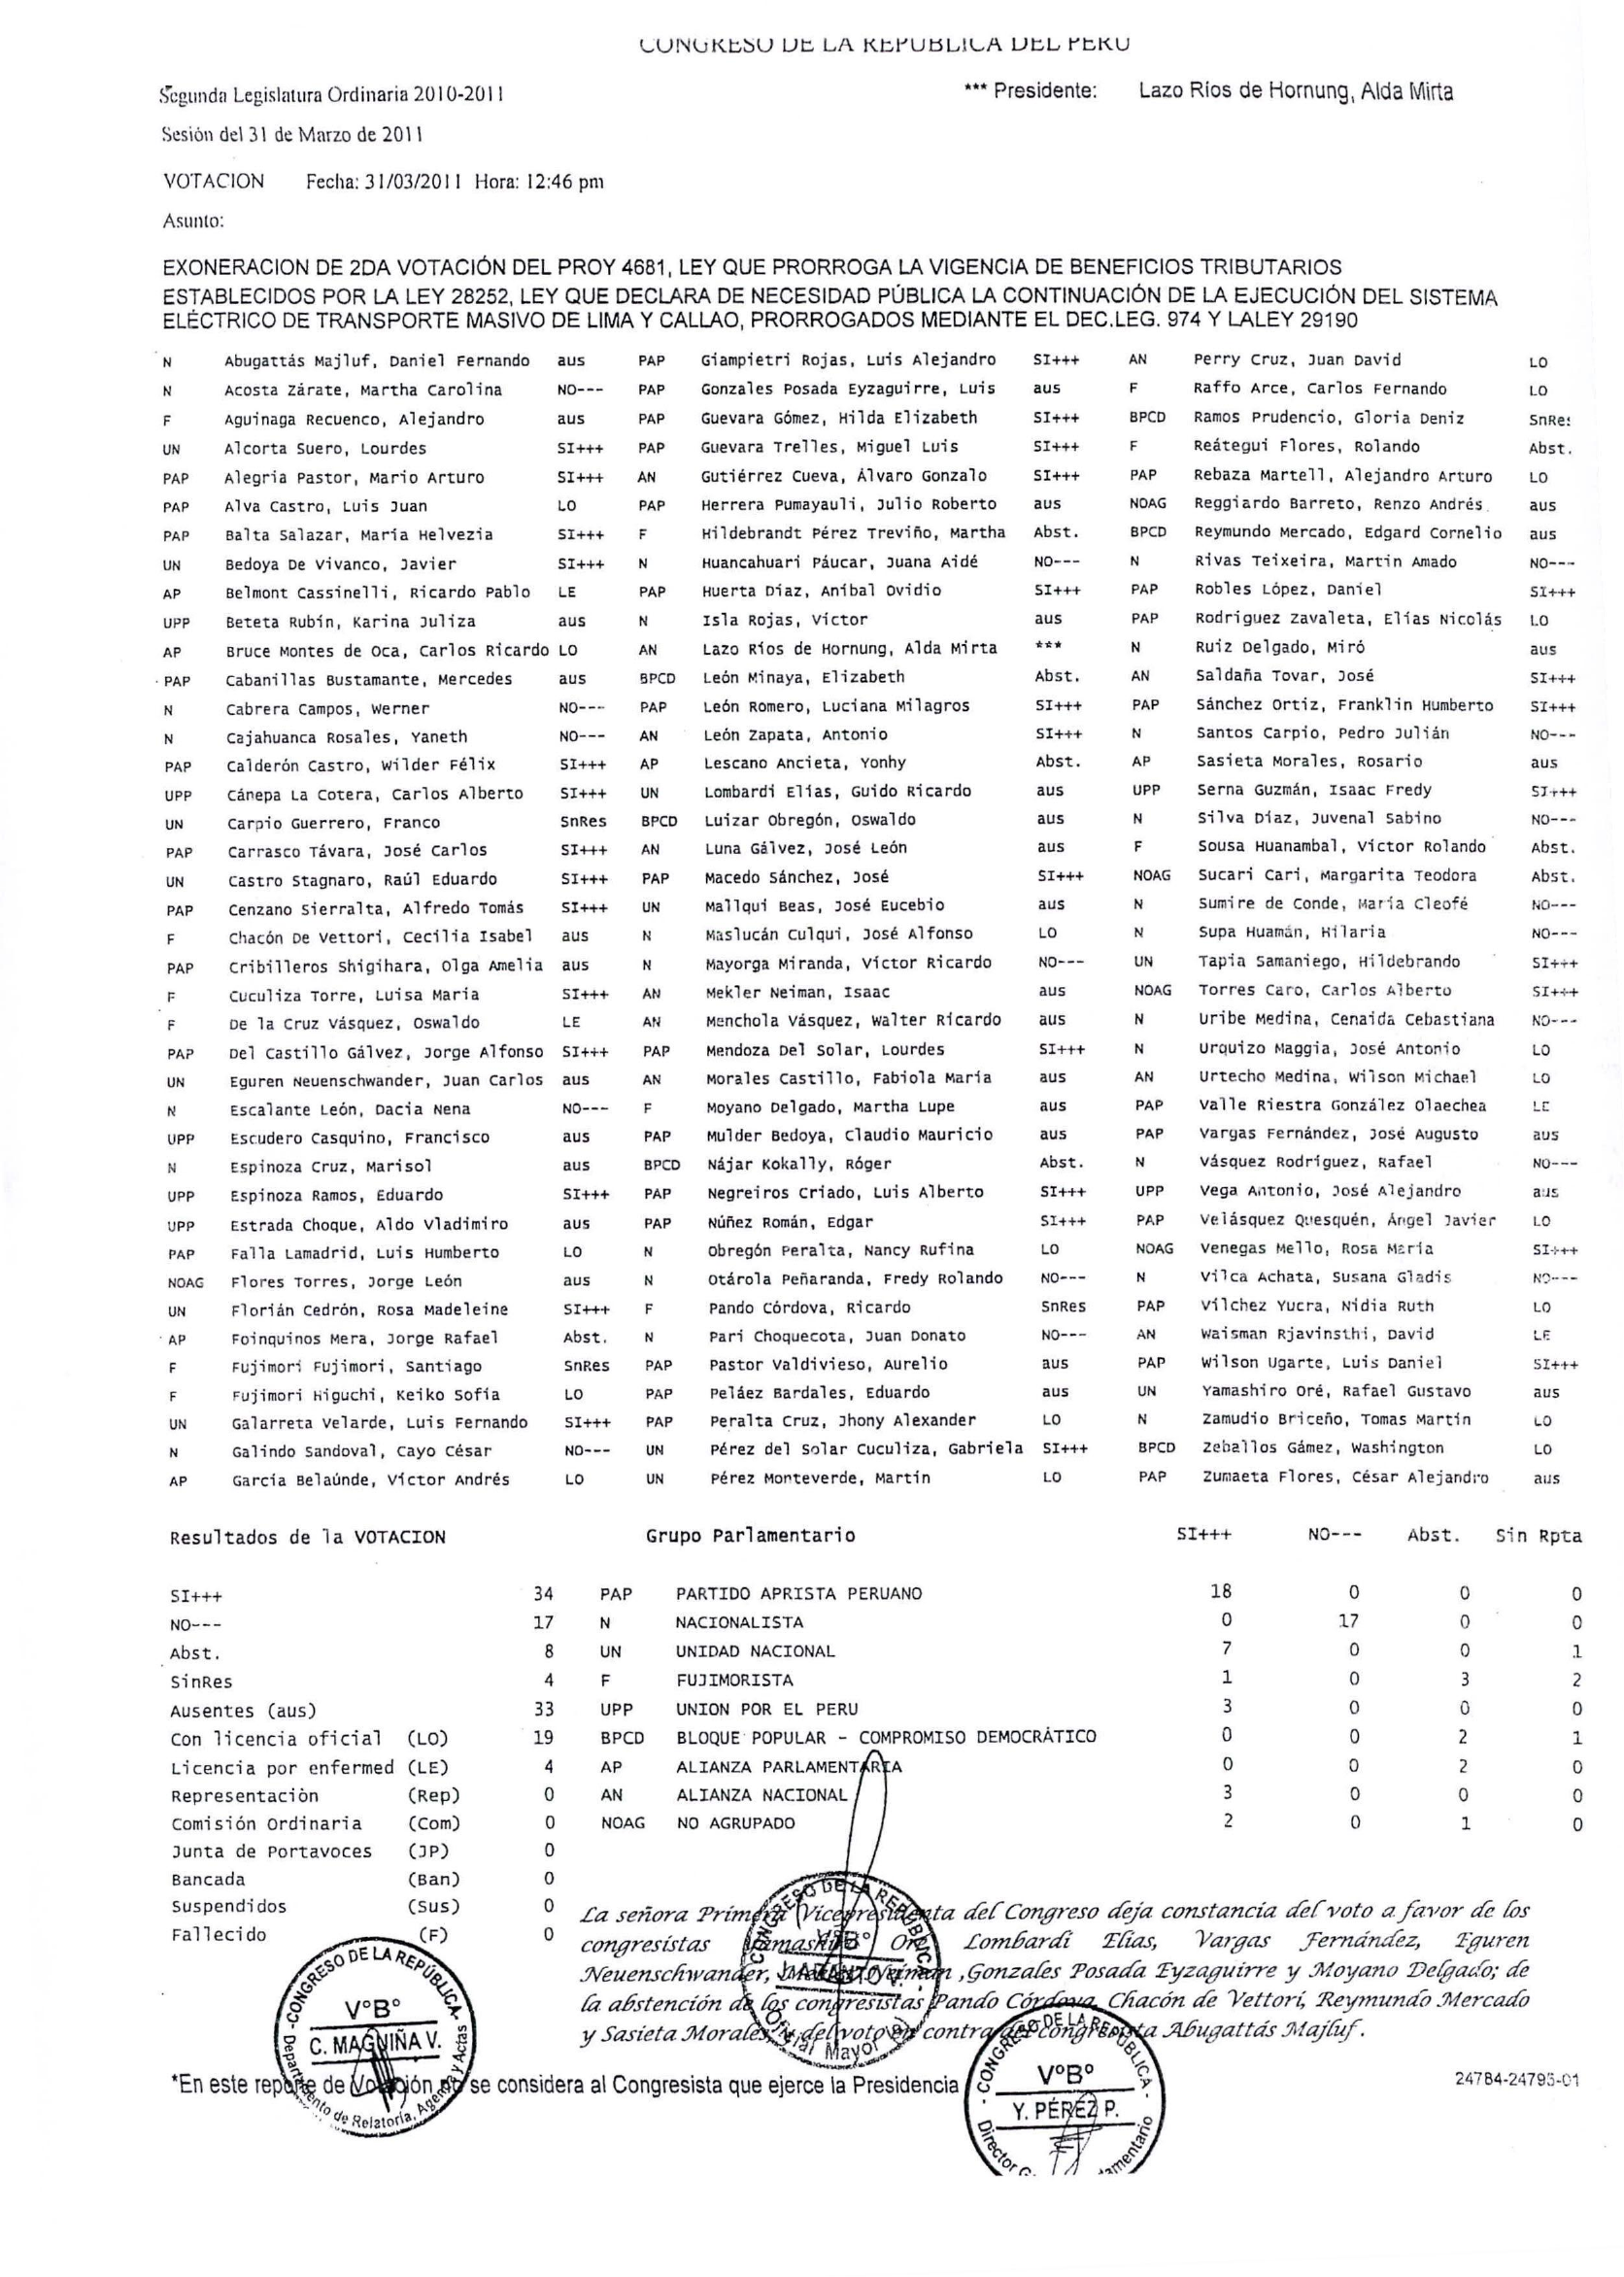 CONGRESO DE LA REPUBLICA DEL PERU
Segunda Legislatura Ordinaria 2010-2011 *** Presidente: Lazo Ríos de Hornung, Alda Mirta
Sesión del 31 de Marzo de 2011
VOTACION Fecha: 31/03/2011 Hora: 12:46 pm
Asunto:
EXONERACION DE 2DA VOTACIÓN DEL PROY 4681, LEY QUE PRORROGA LA VIGENCIA DE BENEFICIOS TRIBUTARIOS
ESTABLECIDOS POR LA LEY 28252, LEY QUE DECLARA DE NECESIDAD PÚBLICA LA CONTINUACIÓN DE LA EJECUCIÓN DEL SISTEMA
ELÉCTRICO DE TRANSPORTE MASIVO DE LIMA Y CALLAO, PRORROGADOS MEDIANTE EL DEC.LEG. 974 Y LALEY 29190
N Abugattás Majluf, Daniel Fernando aus PAP Giampietri Rojas, Luis Alejandro SI+++ AN Perry Cruz, Juan David LO
N Acosta Zárate, Martha Carolina NO--- PAP Gonzales Posada Eyzaguirre, Luis aus F Raffo Arce, Carlos Fernando LO
F Aguinaga Recuenco, Alejandro aus PAP Guevara Gómez, Hilda Elizabeth SI+++ BPCD Ramos Prudencio, Gloria Deniz SnRes
UN Alcorta Suero, Lourdes SI+++ PAP Guevara Trelles, Miguel Luis SI+++ F Reátegui Flores, Rolando Abst.
PAP Alegría Pastor, Mario Arturo SI+++ AN Gutiérrez Cueva, Álvaro Gonzalo SI+++ PAP Rebaza Martell, Alejandro Arturo LO
PAP Alva Castro, Luis Juan LO PAP Herrera Pumayauli, Julio Roberto aus NOAG Reggiardo Barreto, Renzo Andrés aus
PAP Balta Salazar, María Helvezia SI+++ F Hildebrandt Pérez Treviño, Martha Abst. BPCD Reymundo Mercado, Edgard Cornelio aus
UN Bedoya De Vivanco, Javier SI+++ N Huancahuari Páucar, Juana Aidé NO--- N Rivas Teixeira, Martín Amado NO---
AP Belmont Cassinelli, Ricardo Pablo LE PAP Huerta Díaz, Aníbal Ovidio SI+++ PAP Robles López, Daniel SI+++
UPP Beteta Rubín, Karina Juliza aus N Isla Rojas, Víctor aus PAP Rodríguez Zavaleta, Elías Nicolás LO
AP Bruce Montes de Oca, Carlos Ricardo LO AN Lazo Ríos de Hornung, Alda Mirta *** N Ruiz Delgado, Miró aus
PAP Cabanillas Bustamante, Mercedes aus BPCD León Minaya, Elizabeth Abst. AN Saldaña Tovar, José SI+++
N Cabrera Campos, Werner NO--- PAP León Romero, Luciana Milagros SI+++ PAP Sánchez Ortiz, Franklin Humberto SI+++
N Cajahuanca Rosales, Yaneth NO--- AN León Zapata, Antonio SI+++ N Santos Carpio, Pedro Julián NO---
PAP Calderón Castro, Wilder Félix SI+++ AP Lescano Ancieta, Yonhy Abst. AP Sasieta Morales, Rosario aus
UPP Cánepa La Cotera, Carlos Alberto SI+++ UN Lombardi Elías, Guido Ricardo aus UPP Serna Guzmán, Isaac Fredy SI+++
UN Carpio Guerrero, Franco SnRes BPCD Luizar Obregón, Oswaldo aus N Silva Díaz, Juvenal Sabino NO---
PAP Carrasco Távara, José Carlos SI+++ AN Luna Gálvez, José León aus F Sousa Huanambal, Víctor Rolando Abst.
UN Castro Stagnaro, Raúl Eduardo SI+++ PAP Macedo Sánchez, José SI+++ NOAG Sucari Cari, Margarita Teodora Abst.
PAP Cenzano Sierralta, Alfredo Tomás SI+++ UN Mallqui Beas, José Eucebio aus N Sumire de Conde, María Cleofé NO---
F Chacón De Vettori, Cecilia Isabel aus N Maslucán Culqui, José Alfonso LO N Supa Huamán, Hilaria NO---
PAP Cribilleros Shigihara, Olga Amelia aus N Mayorga Miranda, Víctor Ricardo NO--- UN Tapia Samaniego, Hildebrando SI+++
F Cuculiza Torre, Luisa María SI+++ AN Mekler Neiman, Isaac aus NOAG Torres Caro, Carlos Alberto SI+++
F De la Cruz Vásquez, Oswaldo LE AN Menchola Vásquez, Walter Ricardo aus N Uribe Medina, Cenaida Cebastiana NO---
PAP Del Castillo Gálvez, Jorge Alfonso SI+++ PAP Mendoza Del Solar, Lourdes SI+++ N Urquizo Maggia, José Antonio LO
UN Eguren Neuenschwander, Juan Carlos aus AN Morales Castillo, Fabiola María aus AN Urtecho Medina, Wilson Michael LO
N Escalante León, Dacia Nena NO--- F Moyano Delgado, Martha Lupe aus PAP Valle Riestra González Olaechea LE
UPP Escudero Casquino, Francisco aus PAP Mulder Bedoya, Claudio Mauricio aus PAP Vargas Fernández, José Augusto aus
N Espinoza Cruz, Marisol aus BPCD Nájar Kokally, Róger Abst. N Vásquez Rodríguez, Rafael NO---
UPP Espinoza Ramos, Eduardo SI+++ PAP Negreiros Criado, Luis Alberto SI+++ UPP Vega Antonio, José Alejandro aus
UPP Estrada Choque, Aldo Vladimiro aus PAP Núñez Román, Edgar SI+++ PAP Velásquez Quesquén, Ángel Javier LO
PAP Falla Lamadrid, Luis Humberto LO N Obregón Peralta, Nancy Rufina LO NOAG Venegas Mello, Rosa María SI+++
NOAG Flores Torres, Jorge León aus N Otárola Peñaranda, Fredy Rolando NO--- N Vilca Achata, Susana Gladis NO---
UN Florián Cedrón, Rosa Madeleine SI+++ F Pando Córdova, Ricardo SnRes PAP Vílchez Yucra, Nidia Ruth LO
AP Foinquinos Mera, Jorge Rafael Abst. N Pari Choquecota, Juan Donato NO--- AN Waisman Rjavinsthi, David LE
F Fujimori Fujimori, Santiago SnRes PAP Pastor Valdivieso, Aurelio aus PAP Wilson Ugarte, Luis Daniel SI+++
F Fujimori Higuchi, Keiko Sofía LO PAP Peláez Bardales, Eduardo aus UN Yamashiro Oré, Rafael Gustavo aus
UN Galarreta Velarde, Luis Fernando SI+++ PAP Peralta Cruz, Jhony Alexander LO N Zamudio Briceño, Tomas Martín LO
N Galindo Sandoval, Cayo César NO--- UN Pérez del Solar Cuculiza, Gabriela SI+++ BPCD Zeballos Gámez, Washington LO
AP García Belaúnde, Víctor Andrés LO UN Pérez Monteverde, Martín LO PAP Zumaeta Flores, César Alejandro aus
Resultados de la VOTACION Grupo Parlamentario SI+++ NO--- Abst. Sin Rpta
SI+++ 34 PAP PARTIDO APRISTA PERUANO 18 0 0 0
NO--- 17 N NACIONALISTA 0 17 0 0
Abst. 8 UN UNIDAD NACIONAL 7 0 0 1
SinRes 4 F FUJIMORISTA 1 0 3 2
Ausentes (aus) 33 UPP UNION POR EL PERU 3 0 0 0
Con licencia oficial (LO) 19 BPCD BLOQUE POPULAR - COMPROMISO DEMOCRÁTICO 0 0 2 1
Licencia por enfermed (LE) 4 AP ALIANZA PARLAMENTARIA 0 0 2 0
Representación (Rep) 0 AN ALIANZA NACIONAL 3 0 0 0
Comisión Ordinaria (Com) 0 NOAG NO AGRUPADO 2 0 1 0
Junta de Portavoces (JP) 0
Bancada (Ban) 0
Suspendidos (Sus) 0
Fallecido (F) 0
La señora Primera Vicepresidenta del Congreso deja constancia del voto a favor de los
congresistas Yamashiro Oré, Lombardi Elías, Vargas Fernández, Eguren
Neuenschwander, Mekler Neiman ,Gonzales Posada Eyzaguirre y Moyano Delgado; de
la abstención de los congresistas Pando Córdova, Chacón de Vettori, Reymundo Mercado
y Sasieta Morales, y del voto en contra del congresista Abugattás Majluf.
CONGRESO DE LA REPÚBLICA
V°B°
Oficial Mayor
CONGRESO DE LA REPÚBLICA
V°B°
C. MAGUIÑA V.
Departamento de Relatoría, Agenda y Actas
*En este reporte de Votación no se considera al Congresista que ejerce la Presidencia
24784-24795-01
CONGRESO DE LA REPÚBLICA
V°B°
Y. PÉREZ P.
Director